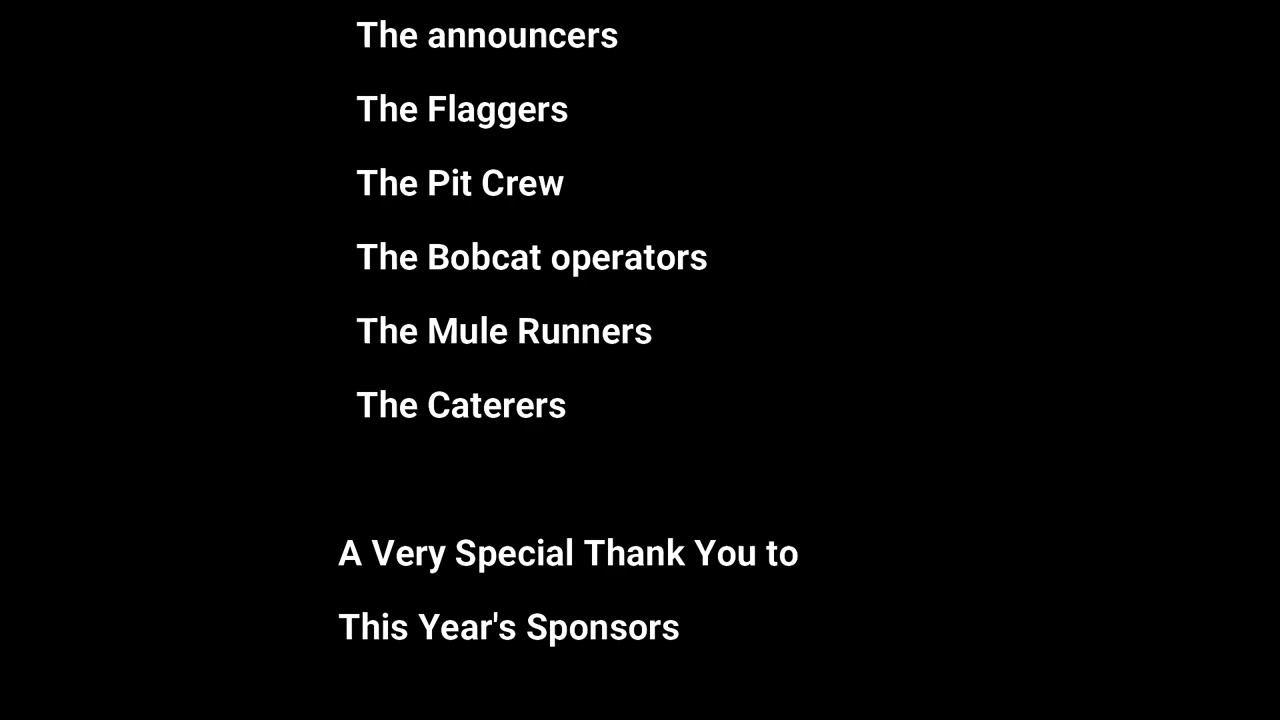 The announcers
The Flaggers
The Pit Crew
The Bobcat operators
The Mule Runners
The Caterers
A Very Special Thank You to
This Year's Sponsors